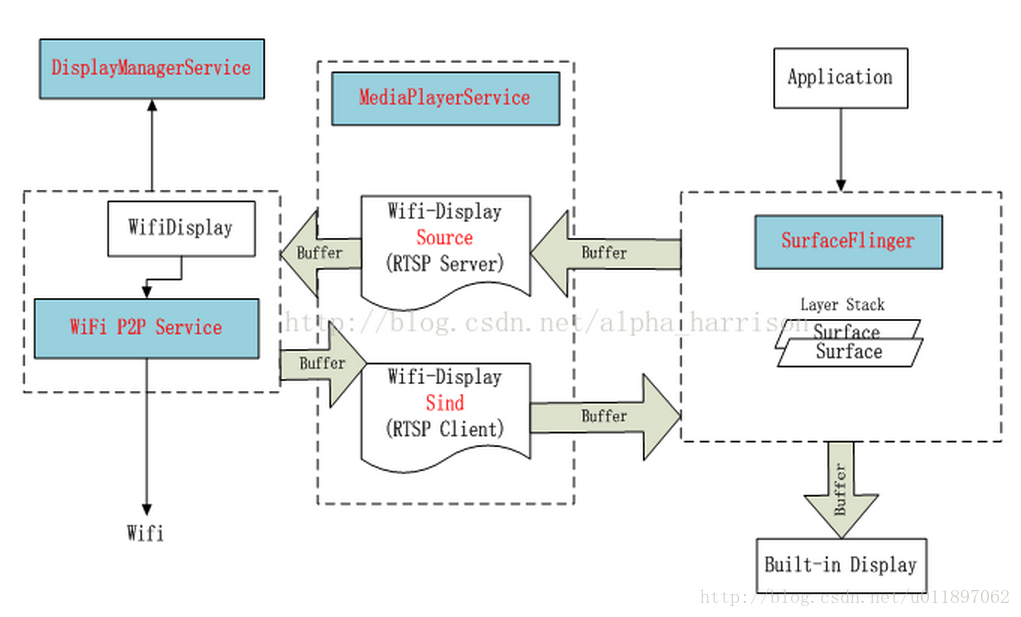 DisplayManagerService
MediaPlayerService
Application
WifiDisplay
WiFi P2P Service
Wifi
Buffer
Wifi-Display
Source
(RTSP Server)
Buffer
Buffer
Wifi-Display
Sind
(RTSP Client)
Buffer
SurfaceFlinger
Layer Stack
Surface
Surface
Buffer
Built-in Display
http://blog.csdn.net/alpha_harrison
http://blog.csdn.net/u011897062